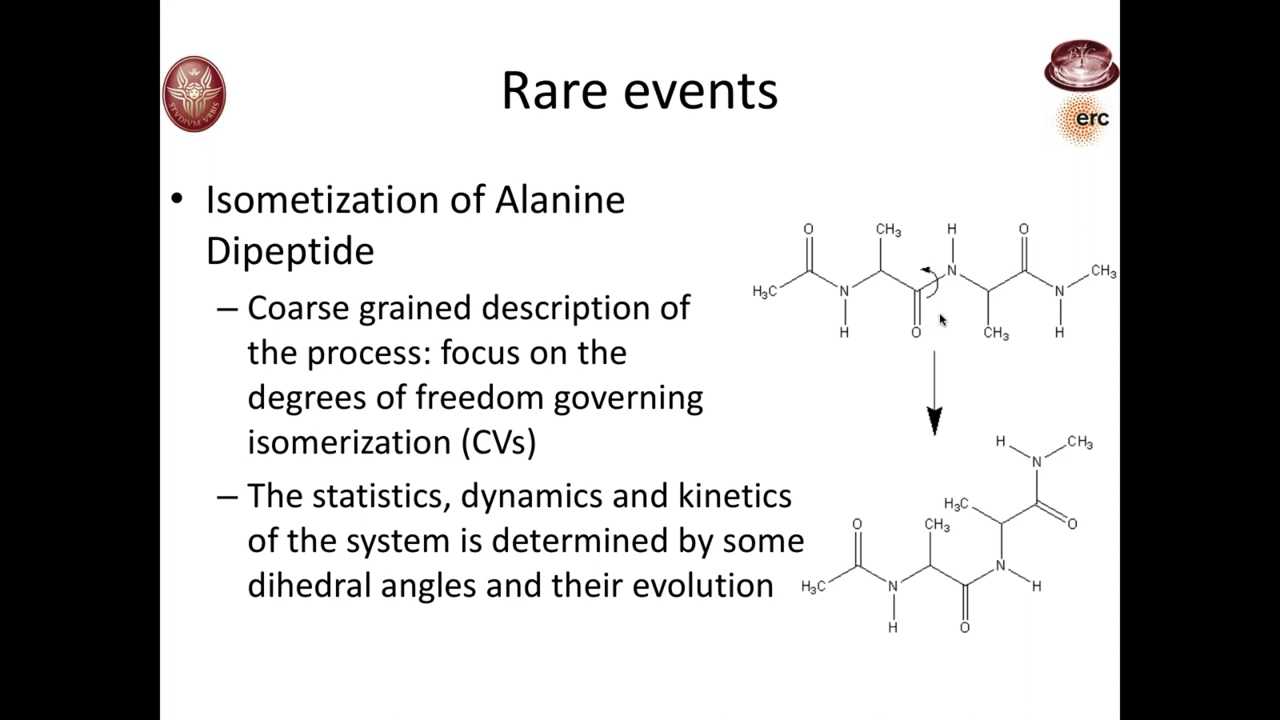 Rare events
STVDIVM VRBIS
erc
• Isometization of Alanine
Dipeptide
– Coarse grained description of
the process: focus on the
degrees of freedom governing
isomerization (CVs)
– The statistics, dynamics and kinetics
of the system is determined by some
dihedral angles and their evolution
O CH₃ H O
H₃C N N N CH₃
H O CH₃ H
H N CH₃
H₃C O
O CH₃ N H
H₃C N
H O